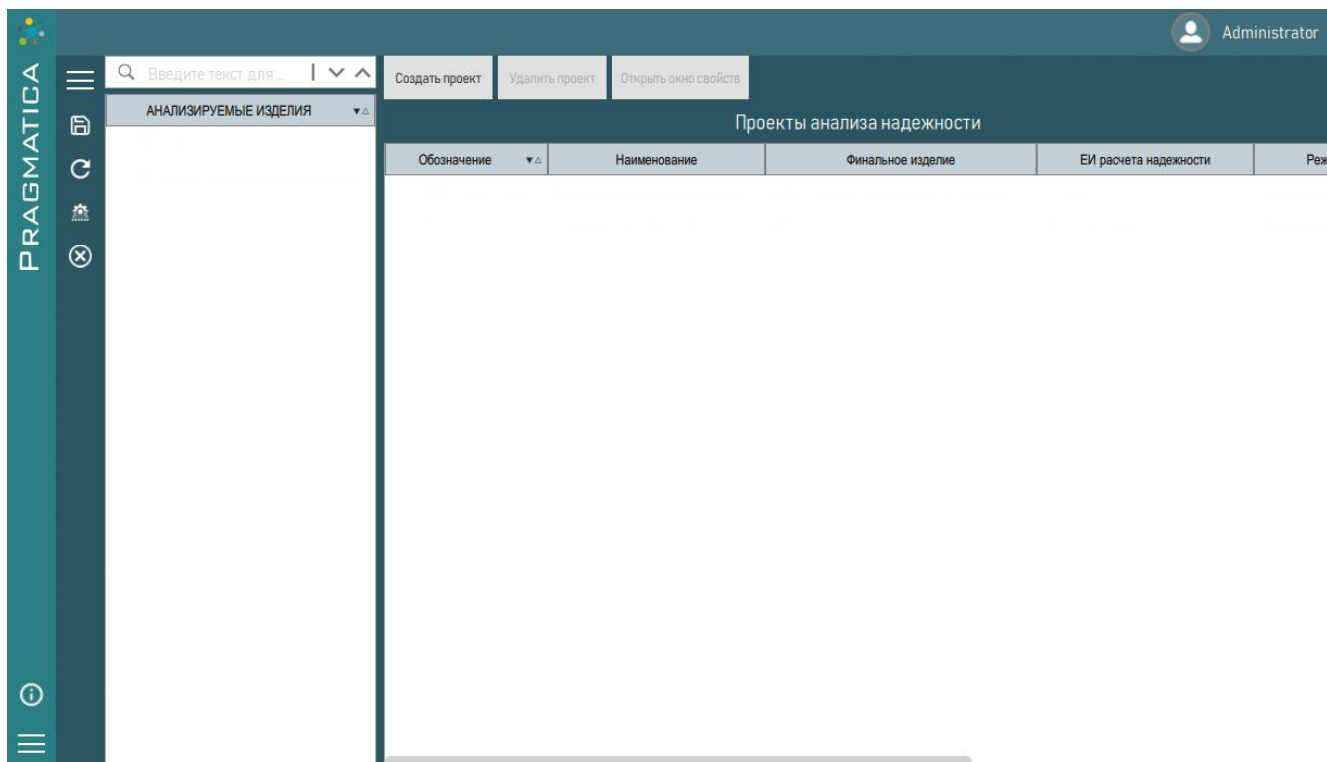 Administrator
PRAGMATICA
Введите текст для ...
Создать проект
Удалить проект
Открыть окно свойств
АНАЛИЗИРУЕМЫЕ ИЗДЕЛИЯ
Проекты анализа надежности
Обозначение
Наименование
Финальное изделие
ЕИ расчета надежности
Реж